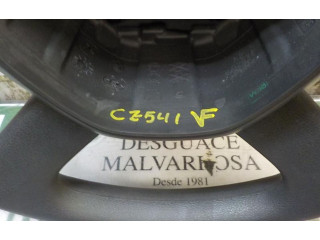 CZ541 VF
DESGUACE
MALVARROSA
Desde 1981